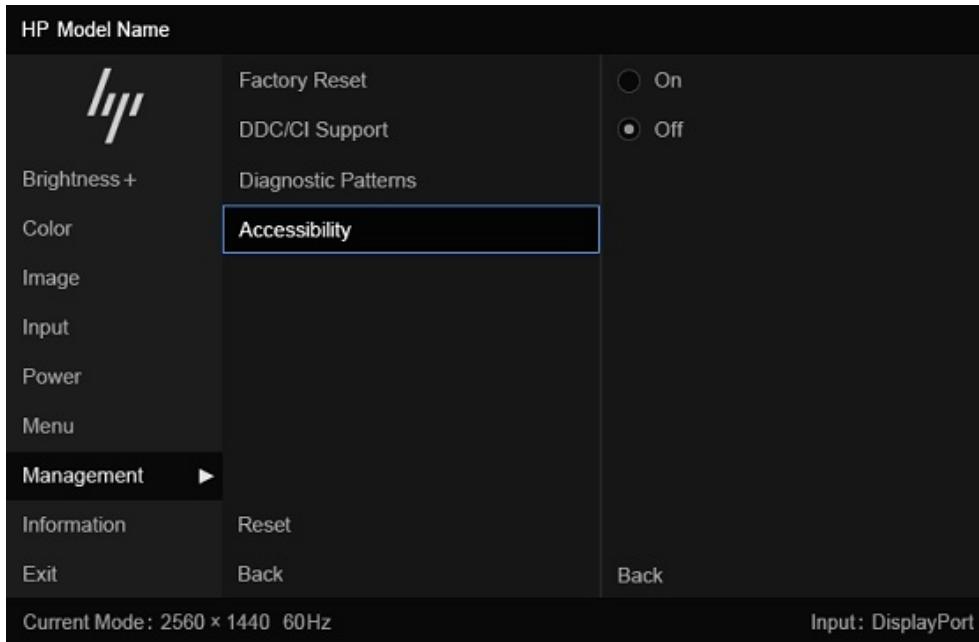 HP Model Name
hp
Factory Reset
On
DDC/CI Support
Off
Brightness+
Diagnostic Patterns
Color
Accessibility
Image
Input
Power
Menu
Management ▶
Information
Reset
Exit
Back
Back
Current Mode: 2560 × 1440 60Hz
Input: DisplayPort